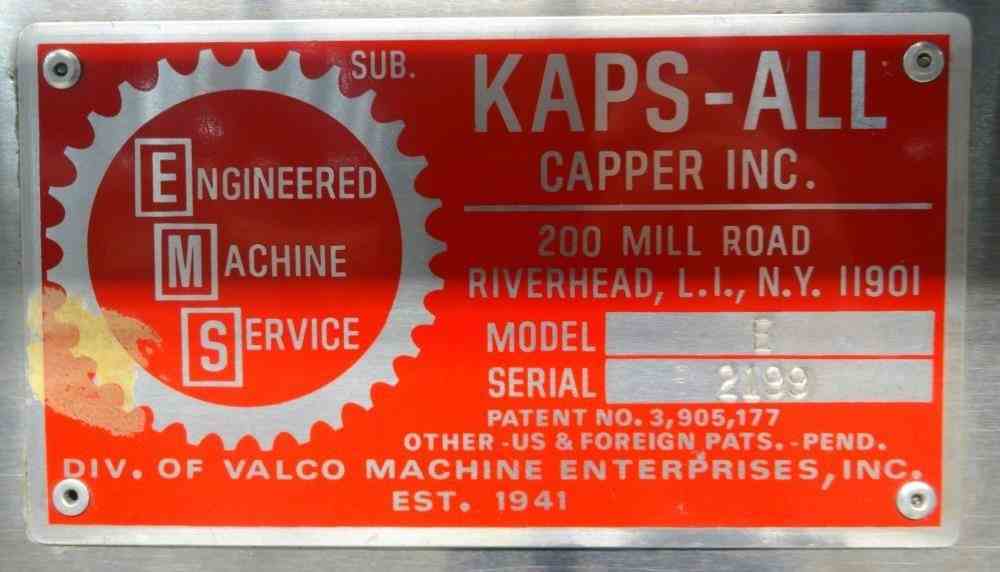 SUB.
ENGINEERED
MACHINE
SERVICE
KAPS-ALL
CAPPER INC.
200 MILL ROAD
RIVERHEAD, L.I., N.Y. 11901
MODEL E
SERIAL 2199
PATENT NO. 3,905,177
OTHER-US & FOREIGN PATS.-PEND.
DIV. OF VALCO MACHINE ENTERPRISES, INC.
EST. 1941